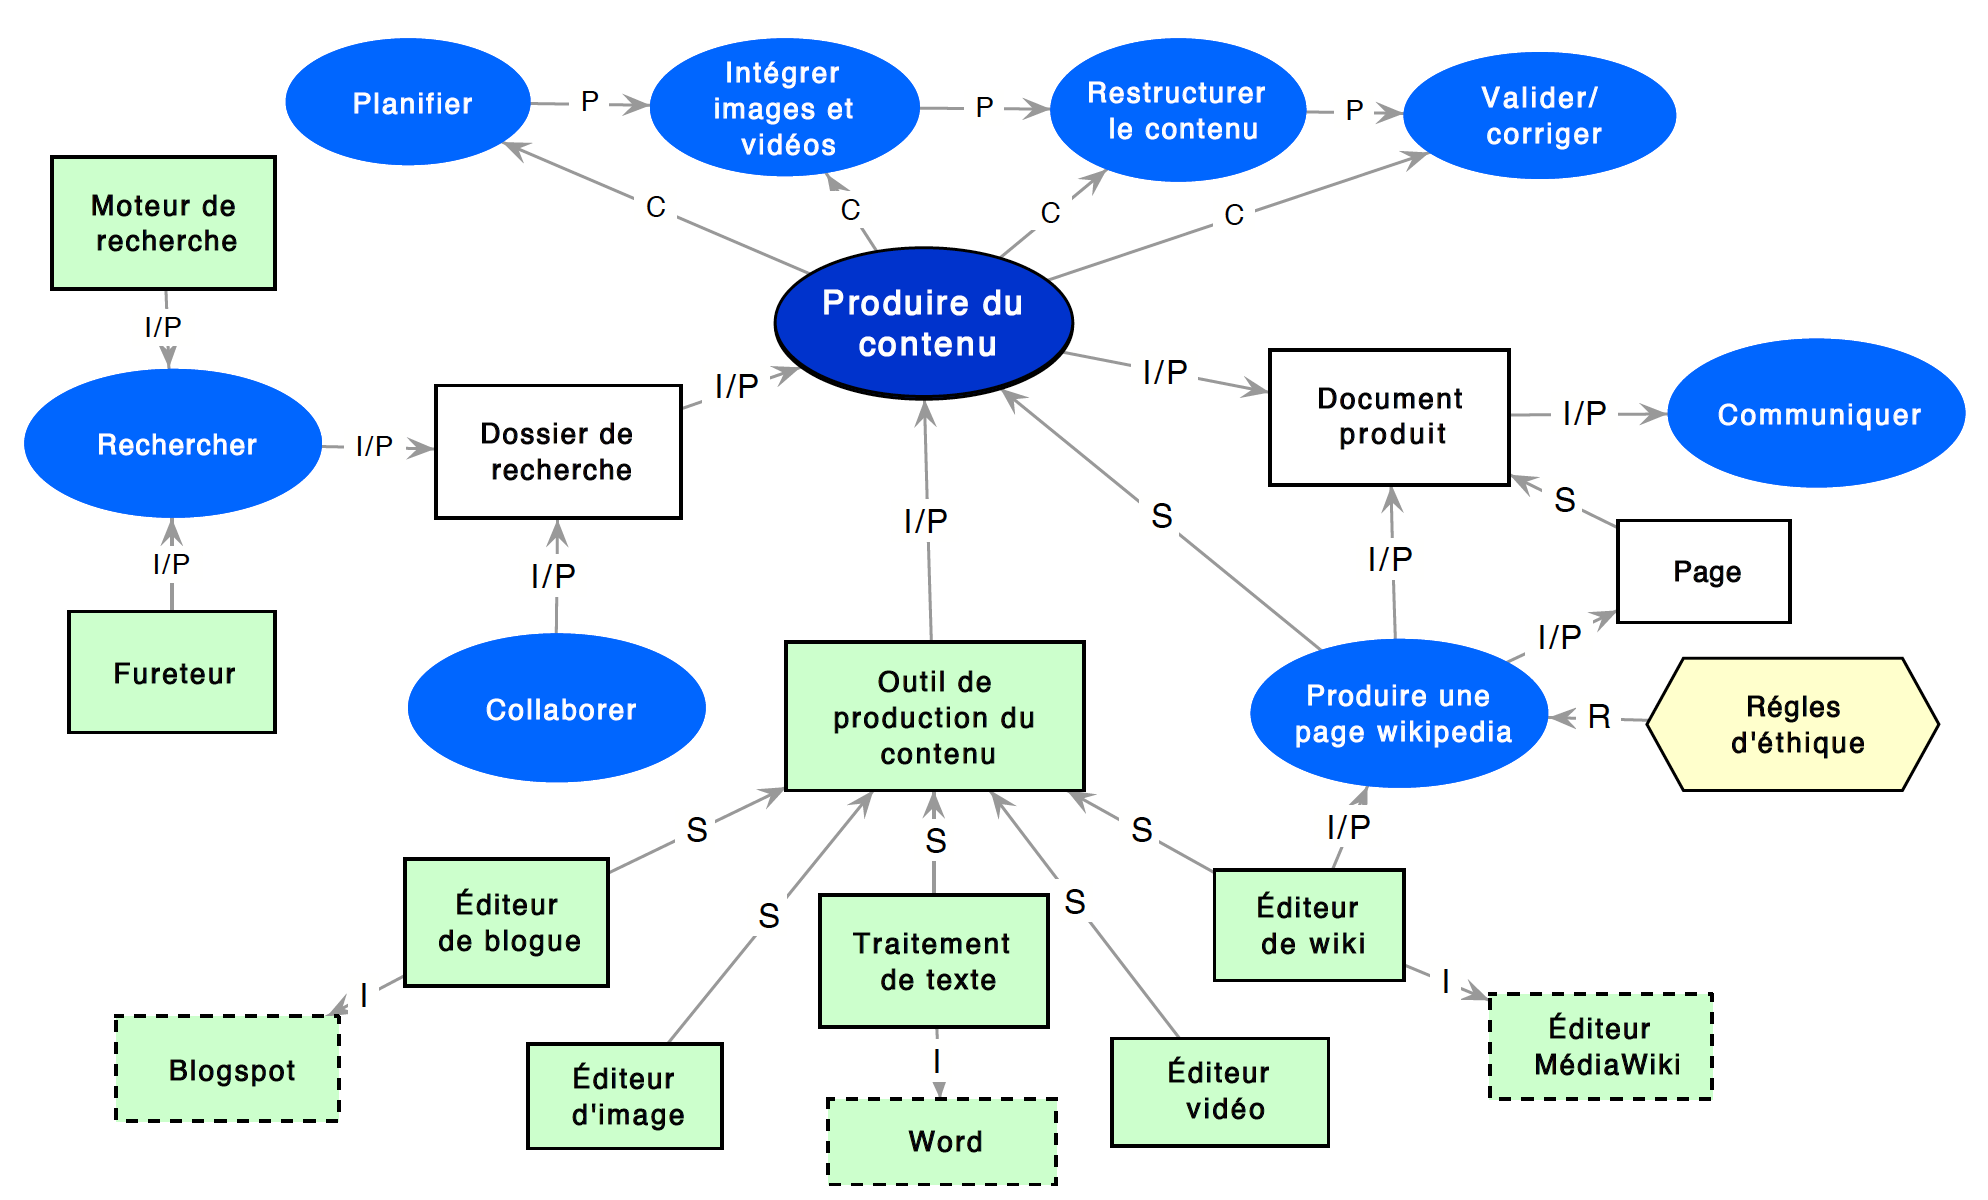 Planifier
P
Intégrer
images et
vidéos
P
Restructurer
le contenu
P
Valider/
corriger
Moteur de
recherche
C
C
C
C
I/P
Produire du
contenu
Rechercher
I/P
Dossier de
recherche
I/P
I/P
Document
produit
I/P
Communiquer
I/P
Fureteur
I/P
Collaborer
I/P
S
I/P
S
Page
I/P
Outil de
production du
contenu
Produire une
page wikipedia
R
Régles
d'éthique
S
S
S
S
S
I/P
Éditeur
de blogue
Traitement
de texte
Éditeur
de wiki
I
I
I
Blogspot
Éditeur
d'image
Word
Éditeur
vidéo
Éditeur
MédiaWiki